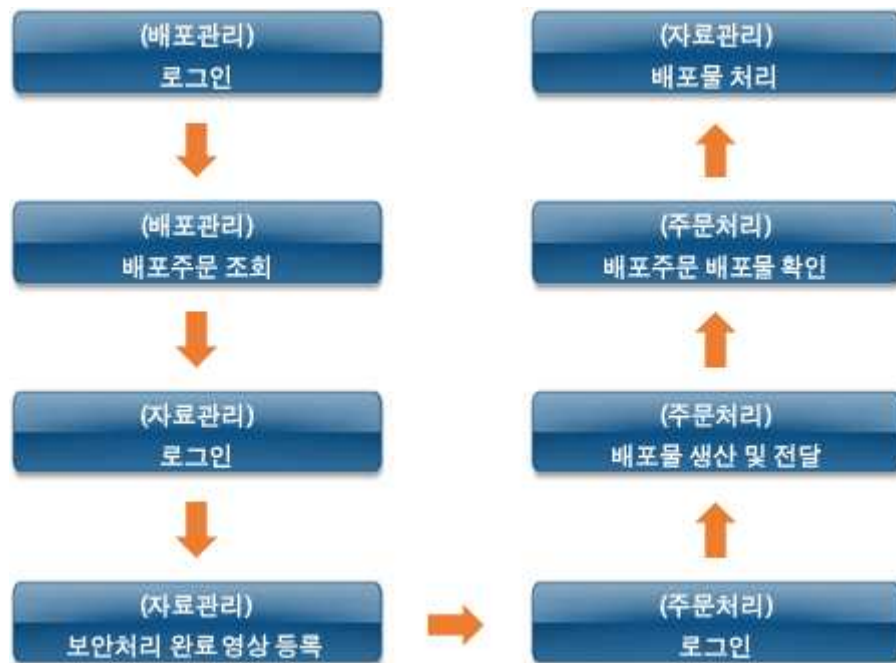 (배포관리)
로그인
(배포관리)
배포주문 조회
(자료관리)
로그인
(자료관리)
보안처리 완료 영상 등록
(주문처리)
로그인
(주문처리)
배포물 생산 및 전달
(주문처리)
배포주문 배포물 확인
(자료관리)
배포물 처리